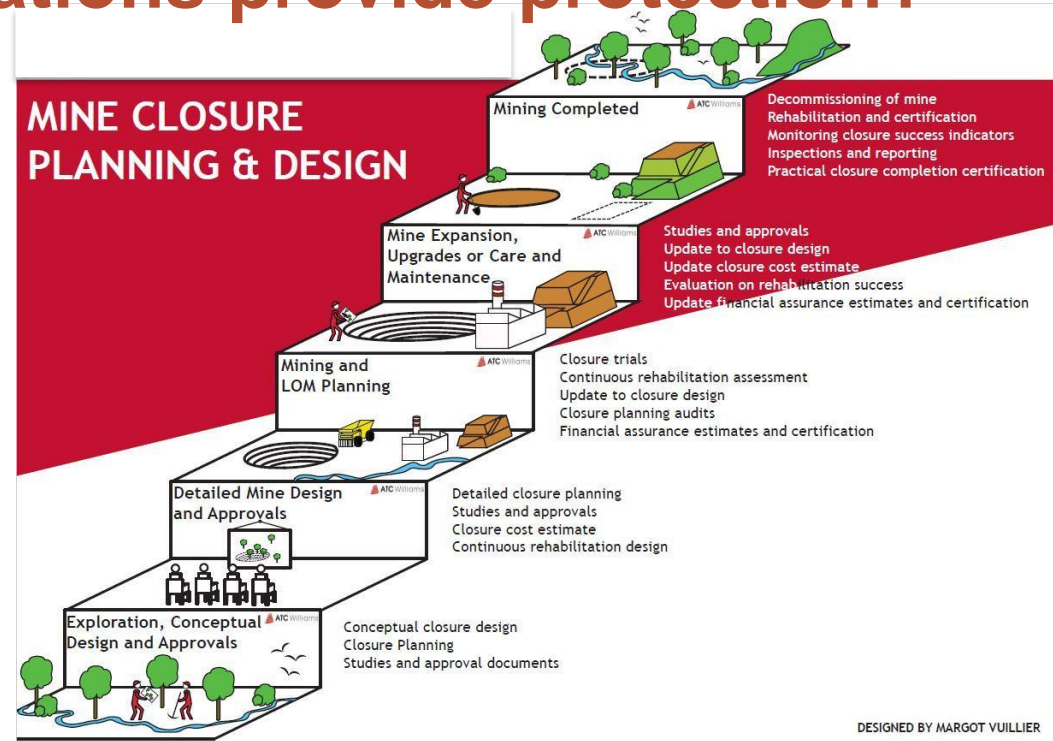 ations provide protection?
MINE CLOSURE
PLANNING & DESIGN
Mining Completed
ATC Williams
Decommissioning of mine
Rehabilitation and certification
Monitoring closure success indicators
Inspections and reporting
Practical closure completion certification
Mine Expansion,
Upgrades or Care and
Maintenance
ATC Williams
Studies and approvals
Update to closure design
Update closure cost estimate
Evaluation on rehabilitation success
Update financial assurance estimates and certification
Mining and
LOM Planning
ATC Williams
Closure trials
Continuous rehabilitation assessment
Update to closure design
Closure planning audits
Financial assurance estimates and certification
Detailed Mine Design
and Approvals
ATC Williams
Detailed closure planning
Studies and approvals
Closure cost estimate
Continuous rehabilitation design
Exploration, Conceptual
Design and Approvals
ATC Williams
Conceptual closure design
Closure Planning
Studies and approval documents
DESIGNED BY MARGOT VUILLIER